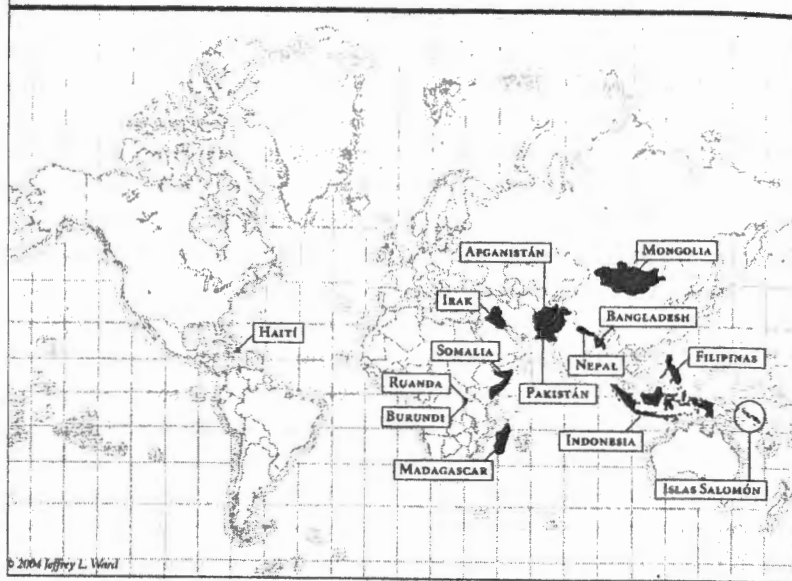 AFGANISTÁN
MONGOLIA
IRAK
BANGLADESH
HAITÍ
SOMALIA
NEPAL
FILIPINAS
RUANDA
PAKISTÁN
BURUNDI
INDONESIA
MADAGASCAR
ISLAS SALOMÓN
© 2004 Jeffrey L. Ward